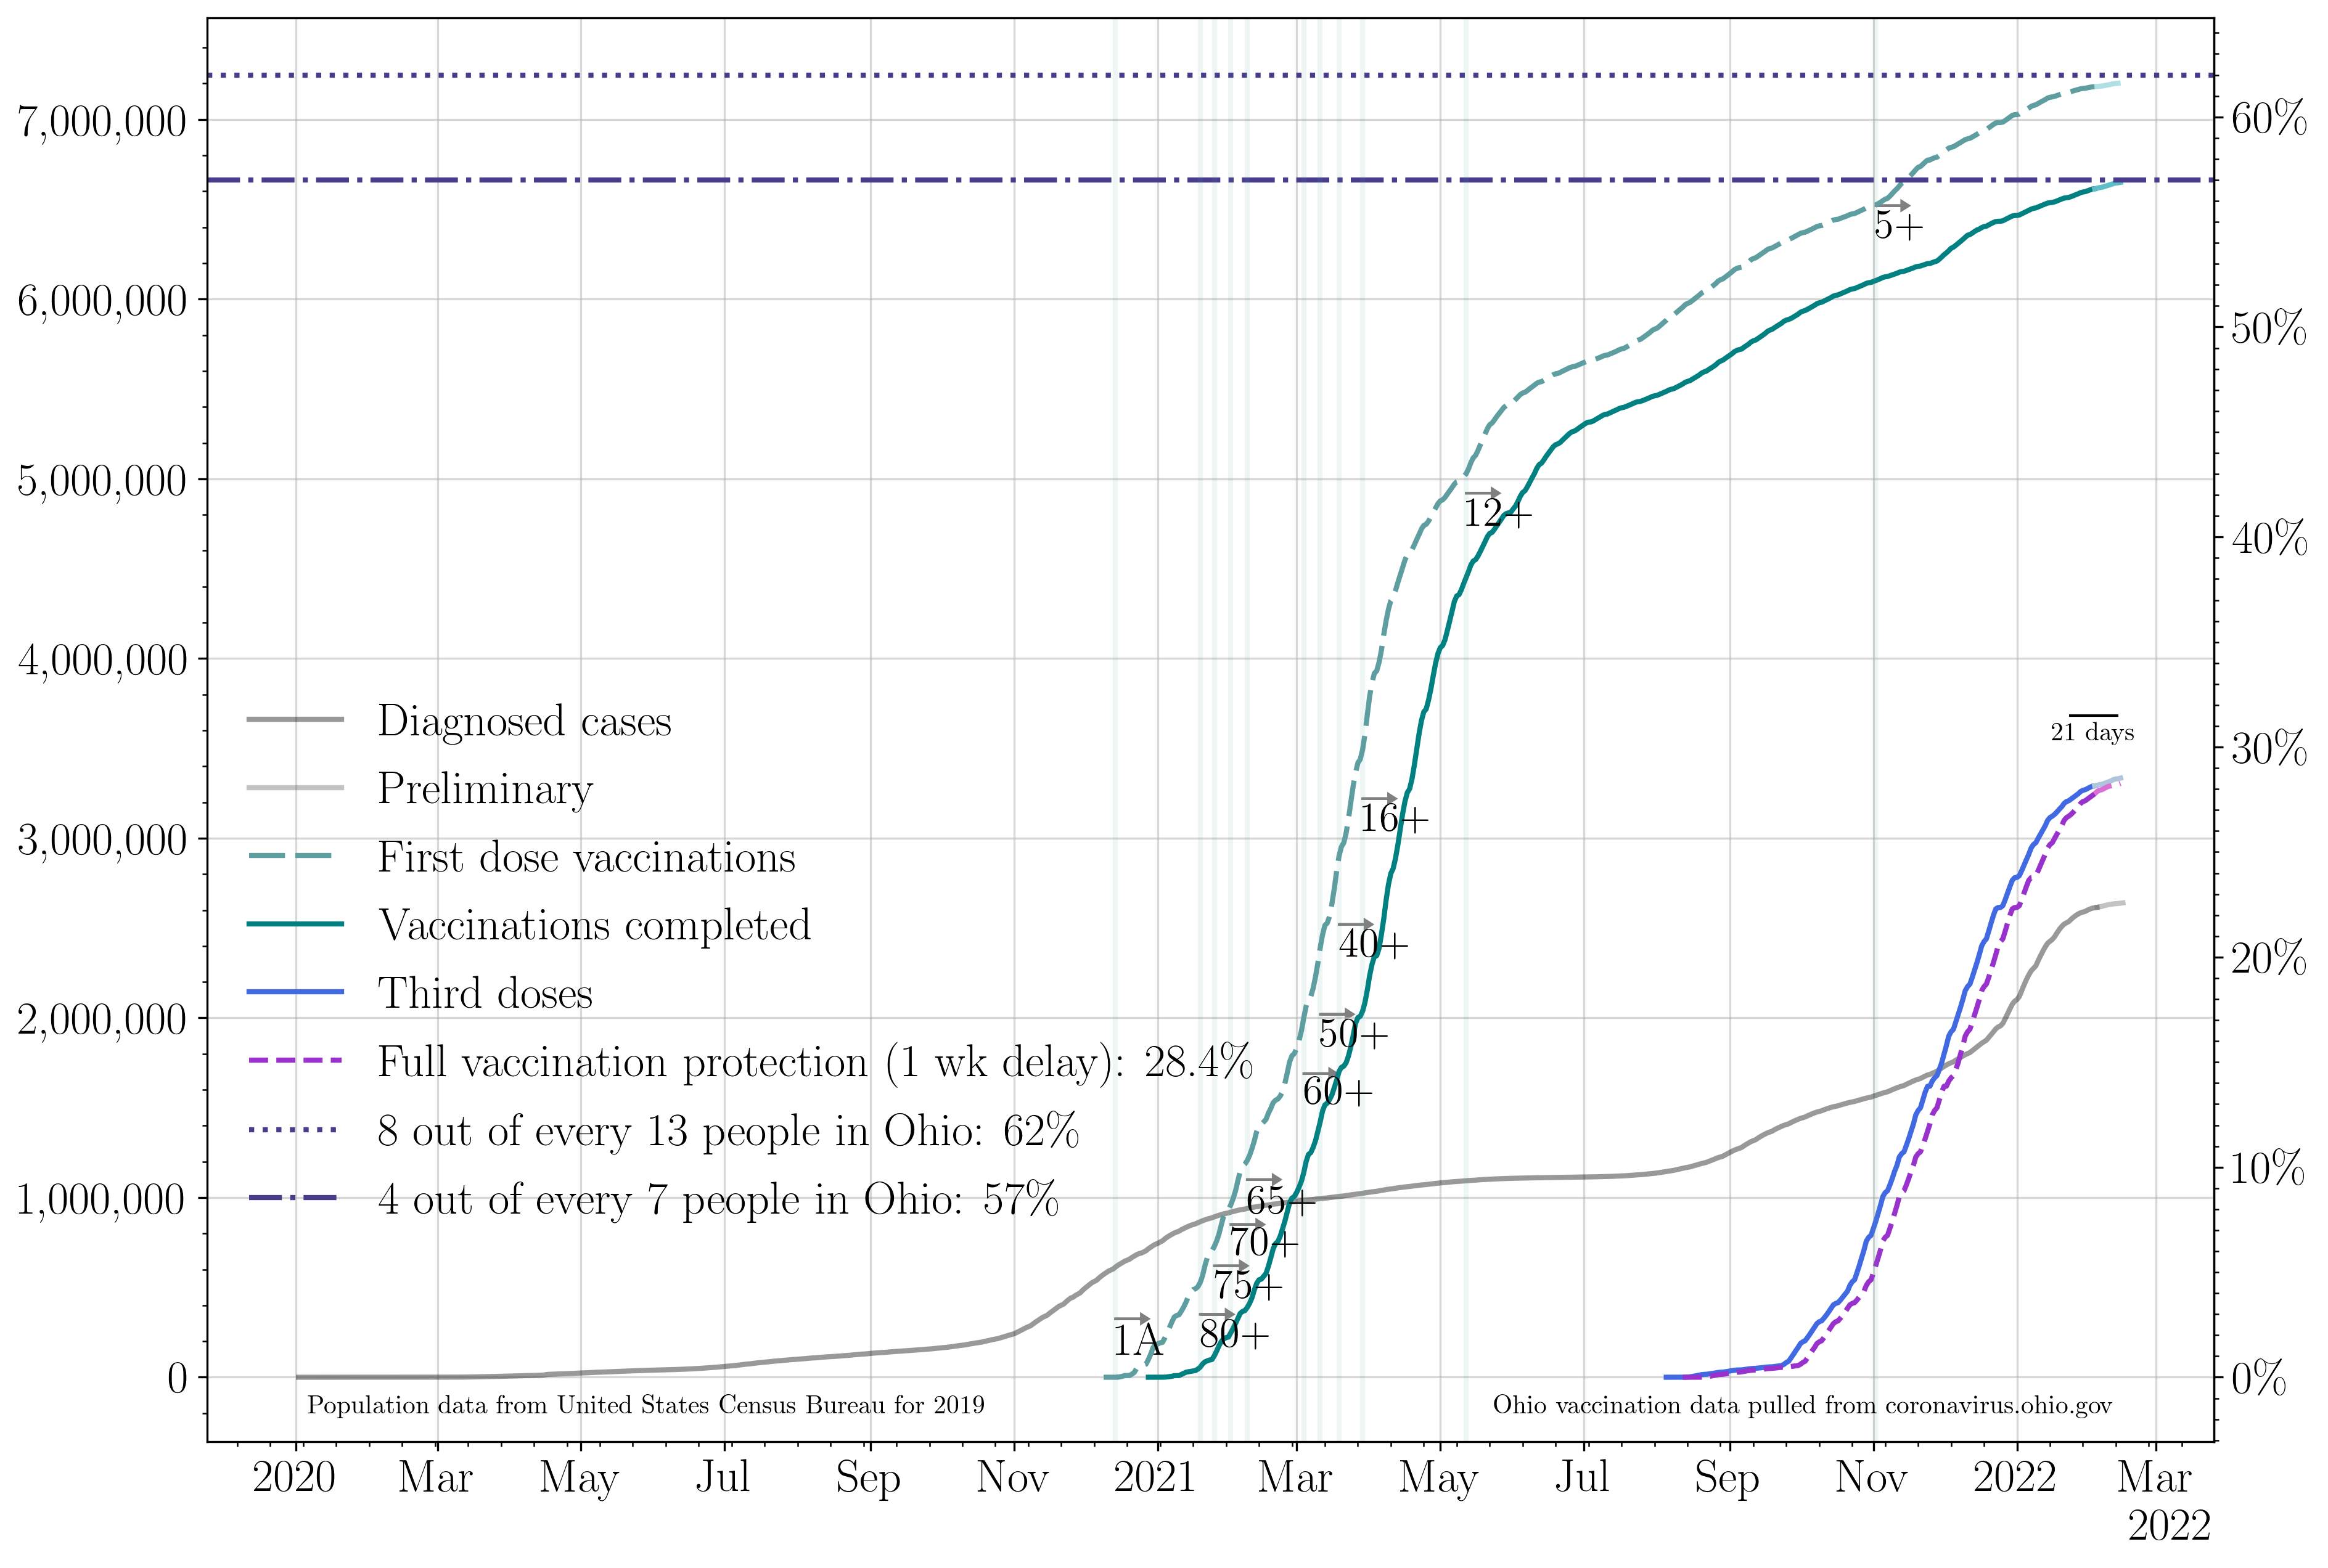 7,000,000
6,000,000
5,000,000
4,000,000
3,000,000
2,000,000
1,000,000
0
60%
50%
40%
30%
20%
10%
0%
5+
12+
16+
40+
50+
60+
65+
70+
75+
80+
1A
21 days
Diagnosed cases
Preliminary
First dose vaccinations
Vaccinations completed
Third doses
Full vaccination protection (1 wk delay): 28.4%
8 out of every 13 people in Ohio: 62%
4 out of every 7 people in Ohio: 57%
Population data from United States Census Bureau for 2019
Ohio vaccination data pulled from coronavirus.ohio.gov
2020 Mar May Jul Sep Nov 2021 Mar May Jul Sep Nov 2022 Mar
2022